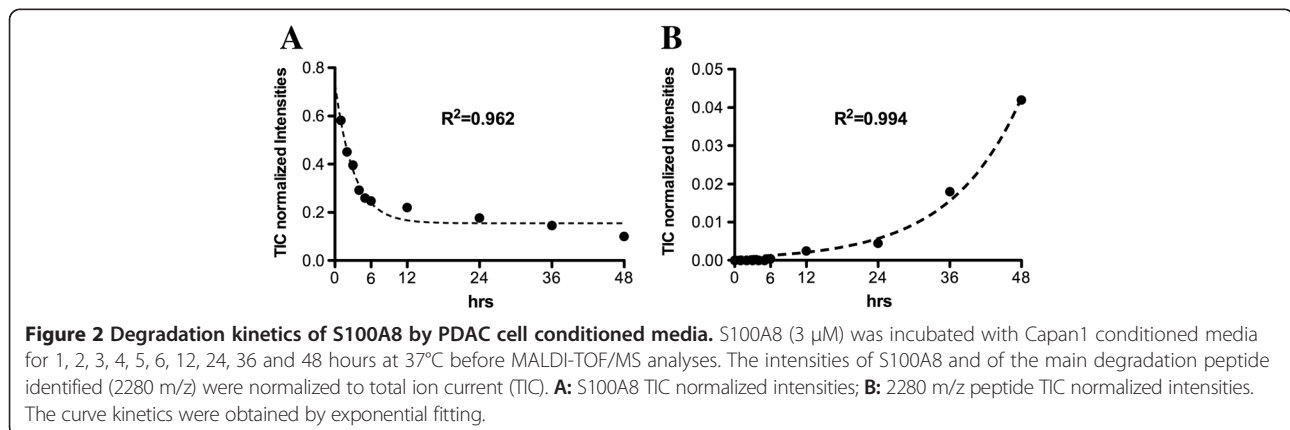 A
B
TIC normalized Intensities
0.8
0.6
0.4
0.2
0.0
R²=0.962
0 6 12 24 36 48
hrs
TIC normalized Intensities
0.05
0.04
0.03
0.02
0.01
0.00
R²=0.994
0 6 12 24 36 48
hrs
Figure 2 Degradation kinetics of S100A8 by PDAC cell conditioned media. S100A8 (3 μM) was incubated with Capan1 conditioned media
for 1, 2, 3, 4, 5, 6, 12, 24, 36 and 48 hours at 37°C before MALDI-TOF/MS analyses. The intensities of S100A8 and of the main degradation peptide
identified (2280 m/z) were normalized to total ion current (TIC). A: S100A8 TIC normalized intensities; B: 2280 m/z peptide TIC normalized intensities.
The curve kinetics were obtained by exponential fitting.